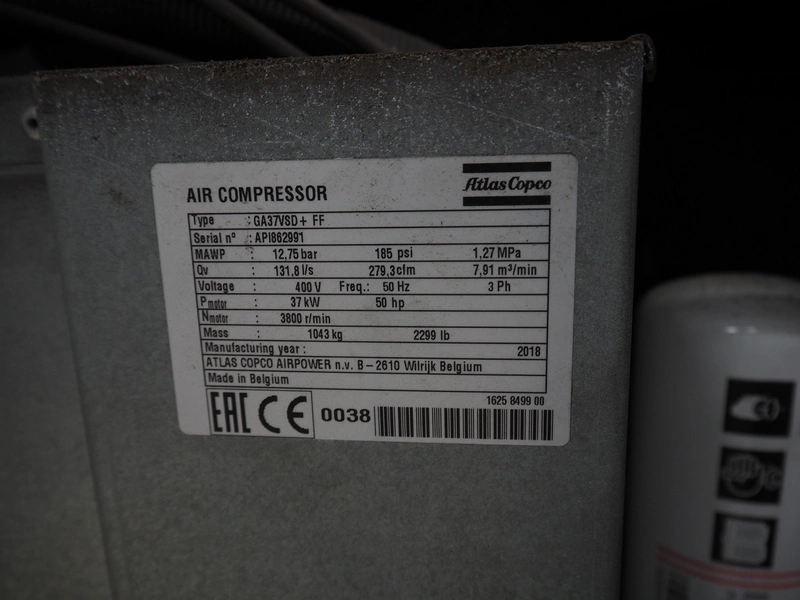 AIR COMPRESSOR
Atlas Copco
Type : GA37VSD+ FF
Serial n° : API862991
MAWP : 12,75 bar 185 psi 1,27 MPa
Qv : 131,8 l/s 279,3 cfm 7,91 m³/min
Voltage : 400 V Freq.: 50 Hz 3 Ph
Pmotor : 37 kW 50 hp
Nmotor : 3800 r/min
Mass : 1043 kg 2299 lb
Manufacturing year : 2018
ATLAS COPCO AIRPOWER n.v. B – 2610 Wilrijk Belgium
Made in Belgium
1625 8499 00
EAC CE 0038